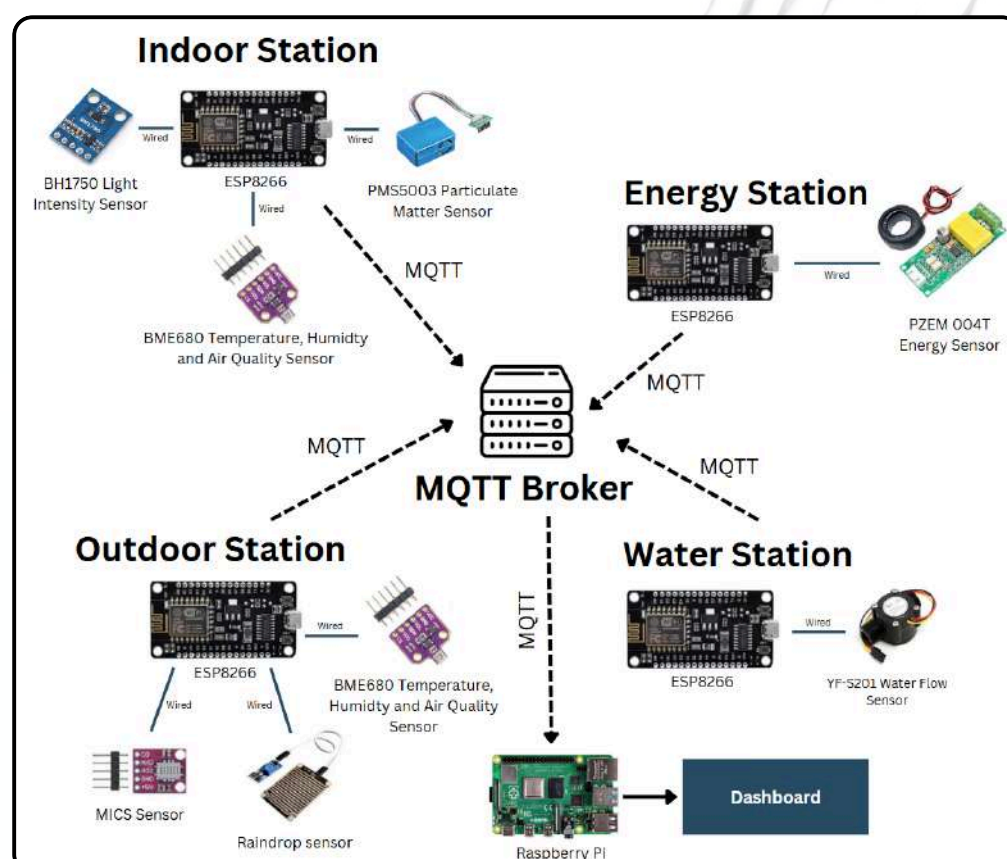 Indoor Station
Wired
Wired
ESP8266
BH1750 Light
Intensity Sensor
PMS5003 Particulate
Matter Sensor
Wired
MQTT
BME680 Temperature, Humidty
and Air Quality Sensor
Energy Station
Wired
ESP8266
PZEM 004T
Energy Sensor
MQTT
MQTT
MQTT
MQTT Broker
Outdoor Station
Wired
ESP8266
Wired
Wired
BME680 Temperature,
Humidty and Air Quality
Sensor
MICS Sensor
Raindrop sensor
MQTT
Water Station
Wired
ESP8266
YF-S201 Water Flow
Sensor
Raspberry Pi
Dashboard